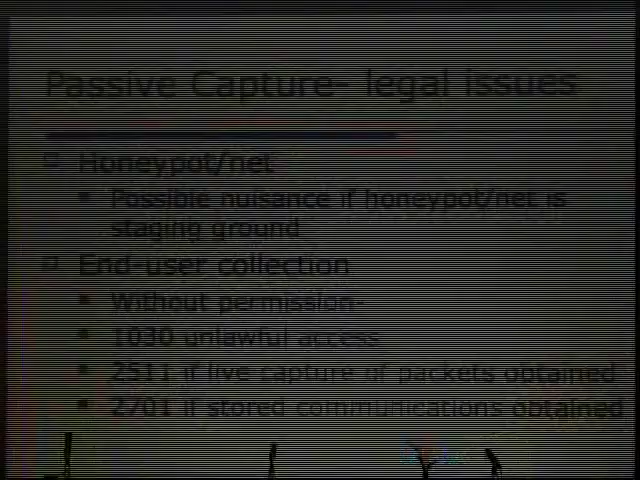 Passive Capture- legal issues
Honeypot/net
Possible nuisance if honeypot/net is
staging ground
End-user collection
Without permission-
1030 unlawful access
2511 if live capture of packets obtained
2701 if stored communications obtained